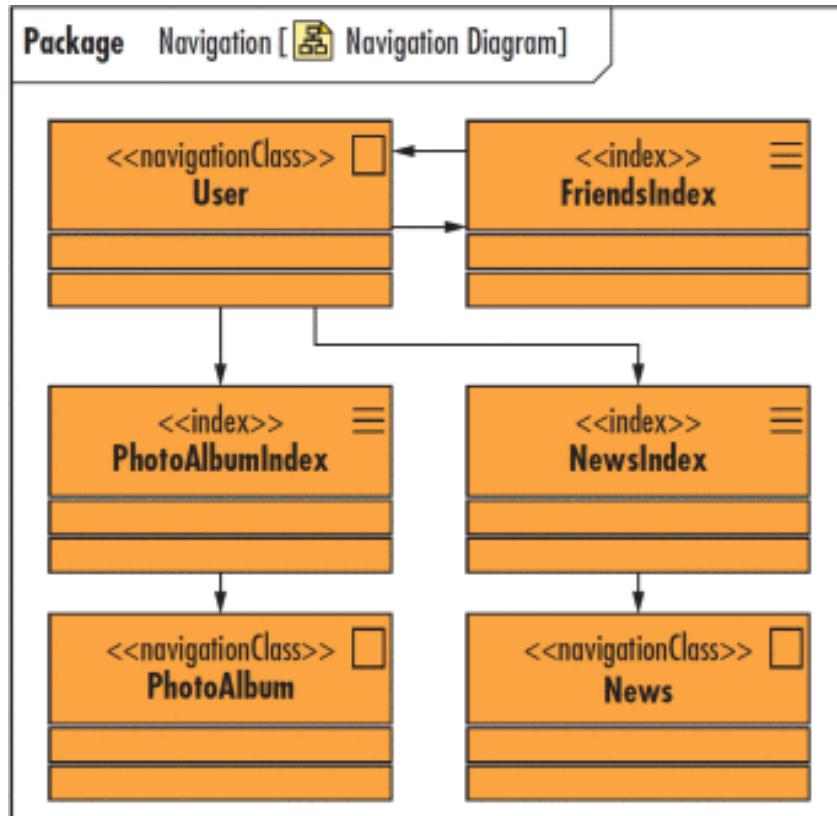 Package Navigation [ Navigation Diagram]
<<navigationClass>>
User
<<index>>
FriendsIndex
<<index>>
PhotoAlbumIndex
<<index>>
NewsIndex
<<navigationClass>>
PhotoAlbum
<<navigationClass>>
News